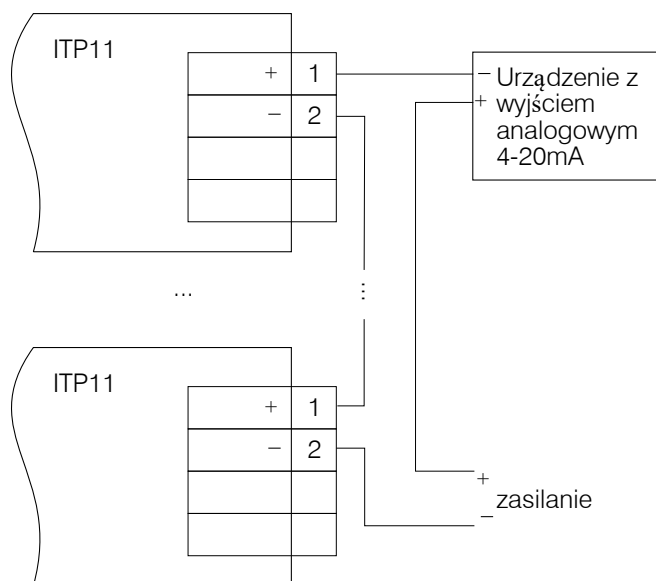 ITP11
+ 1
− 2
− Urządzenie z
+ wyjściem
analogowym
4-20mA
...
...
ITP11
+ 1
− 2
+
zasilanie
−